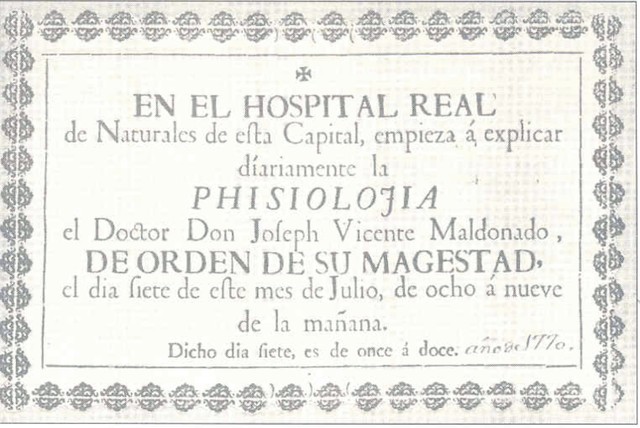 ✠
EN EL HOSPITAL REAL
de Naturales de eſta Capital, empieza á explicar
díariamente la
PHISIOLOJIA
el Doctor Don Joſeph Vicente Maldonado,
DE ORDEN DE SU MAGESTAD,
el dia ſiete de eſte mes de Julio, de ocho á nueve
de la mañana.
Dicho dia ſiete, es de once á doce. año de 1770.